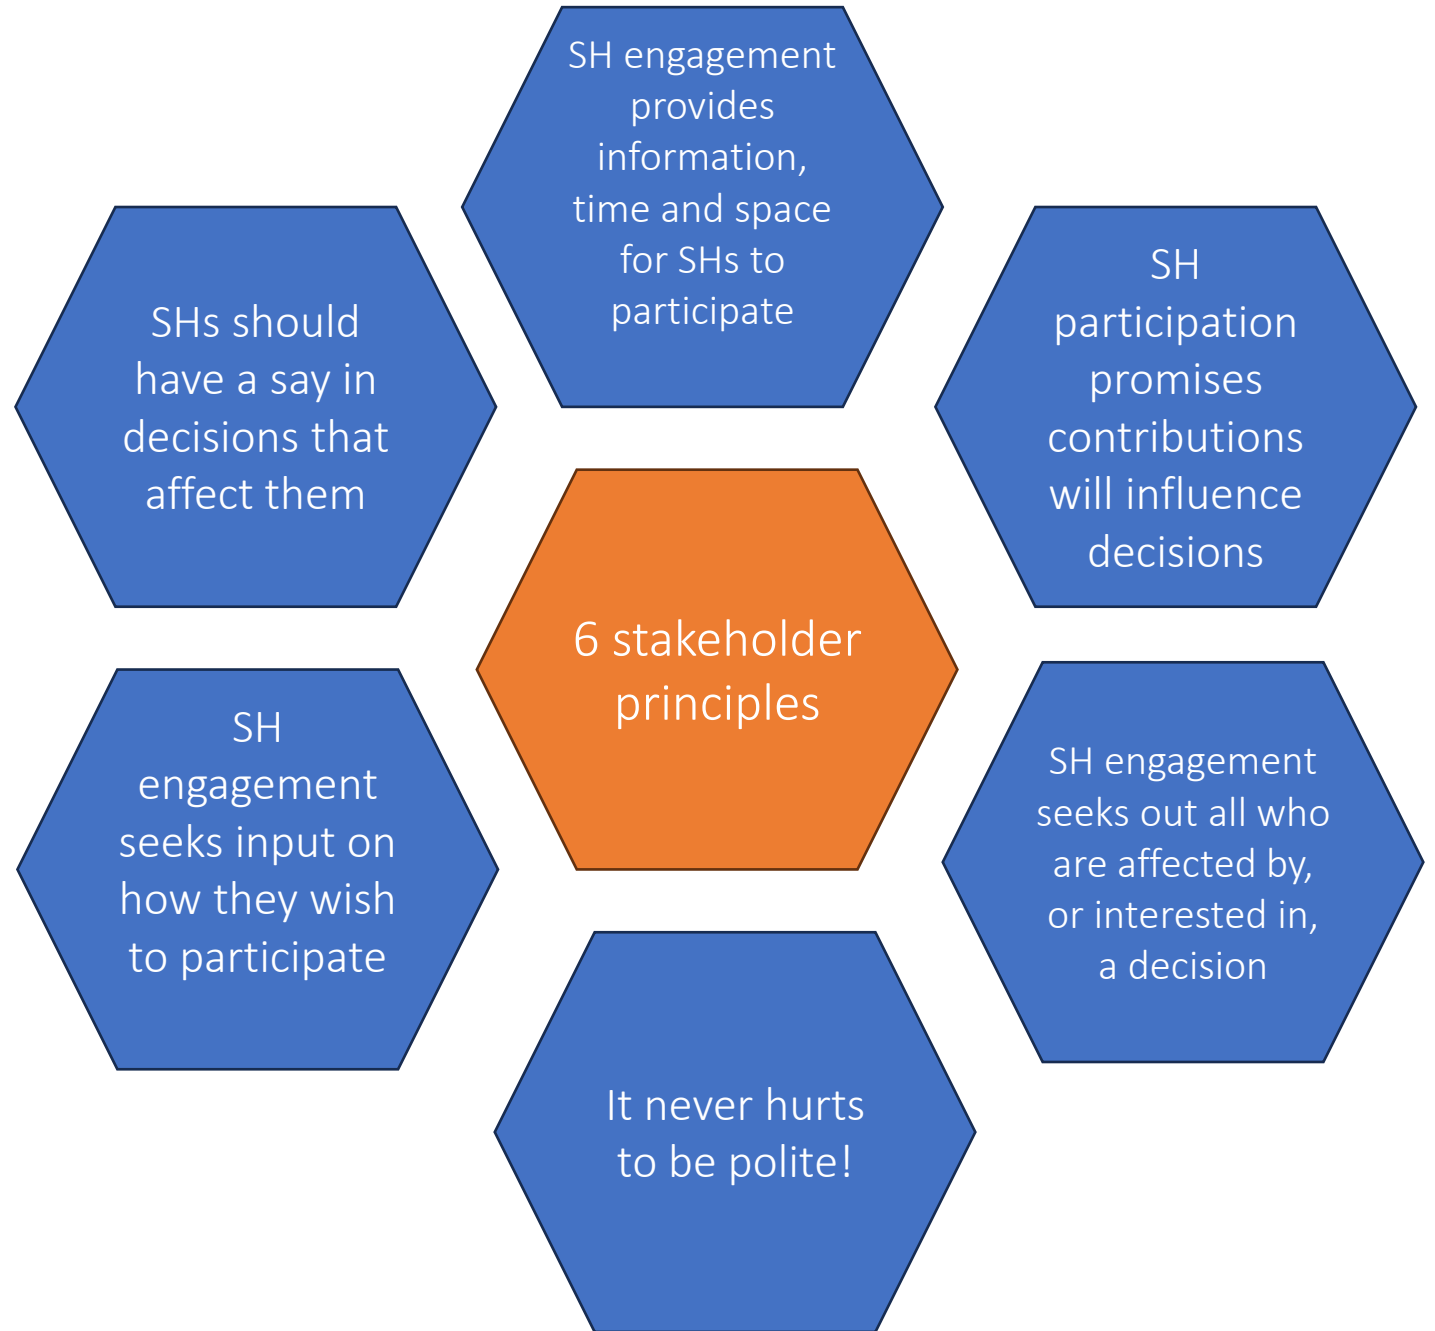 SH engagement
provides
information,
time and space
for SHs to
participate
SHs should
have a say in
decisions that
affect them
SH
participation
promises
contributions
will influence
decisions
6 stakeholder
principles
SH
engagement
seeks input on
how they wish
to participate
SH engagement
seeks out all who
are affected by,
or interested in,
a decision
It never hurts
to be polite!